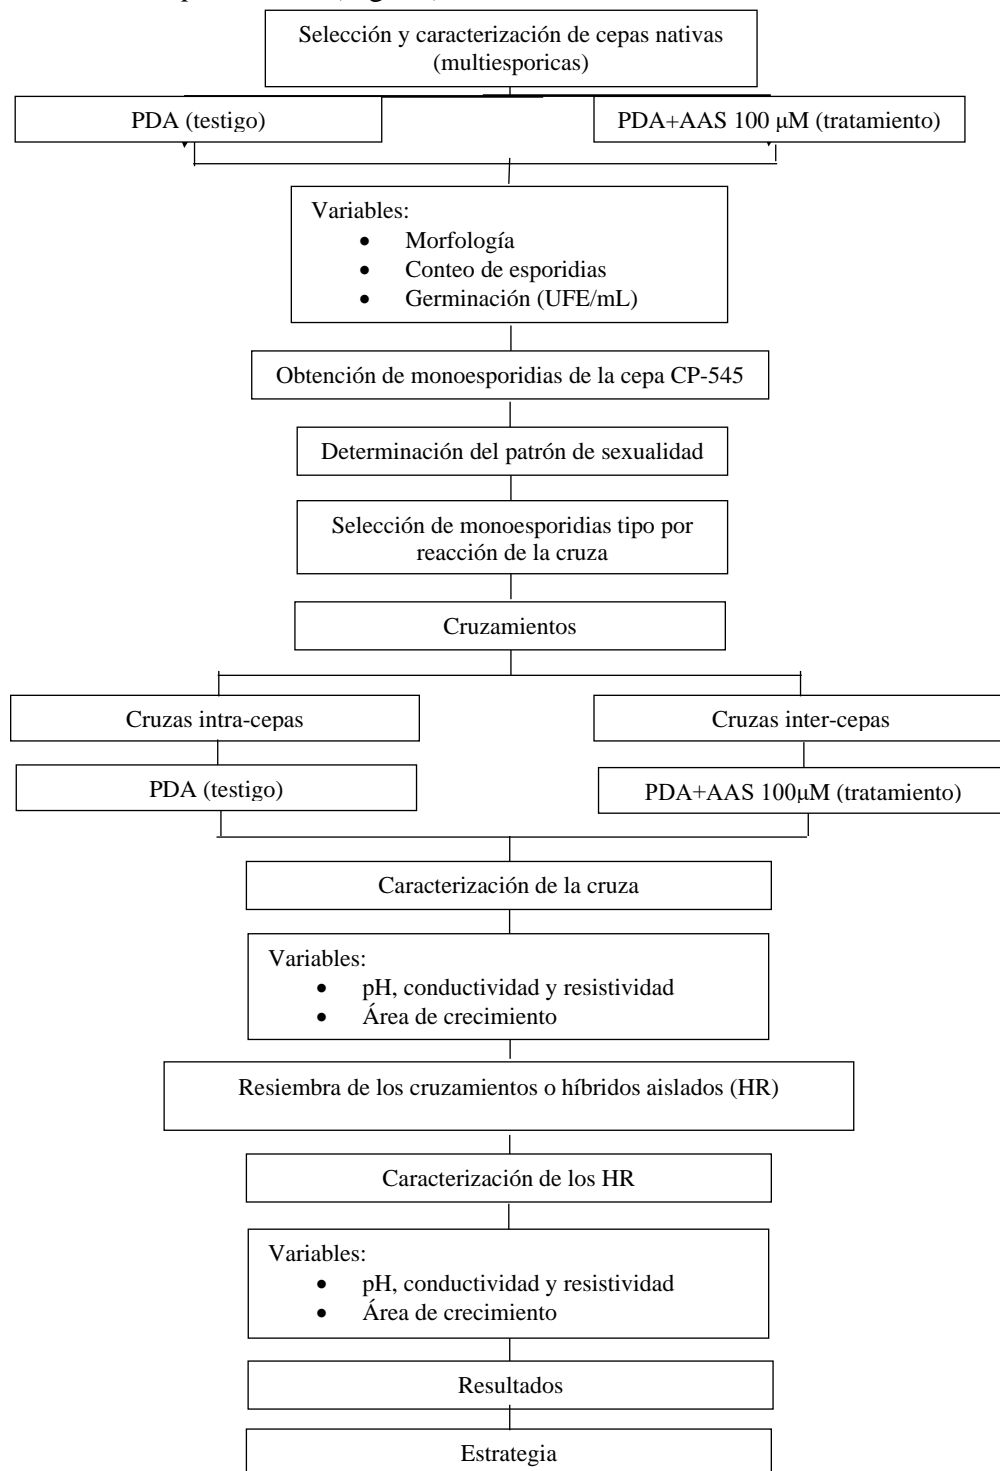 Selección y caracterización de cepas nativas
(multiesporicas)
PDA (testigo)
PDA+AAS 100 μM (tratamiento)
Variables:
• Morfología
• Conteo de esporidias
• Germinación (UFE/mL)
Obtención de monoesporidias de la cepa CP-545
Determinación del patrón de sexualidad
Selección de monoesporidias tipo por
reacción de la cruza
Cruzamientos
Cruzas intra-cepas
Cruzas inter-cepas
PDA (testigo)
PDA+AAS 100μM (tratamiento)
Caracterización de la cruza
Variables:
• pH, conductividad y resistividad
• Área de crecimiento
Resiembra de los cruzamientos o híbridos aislados (HR)
Caracterización de los HR
Variables:
• pH, conductividad y resistividad
• Área de crecimiento
Resultados
Estrategia